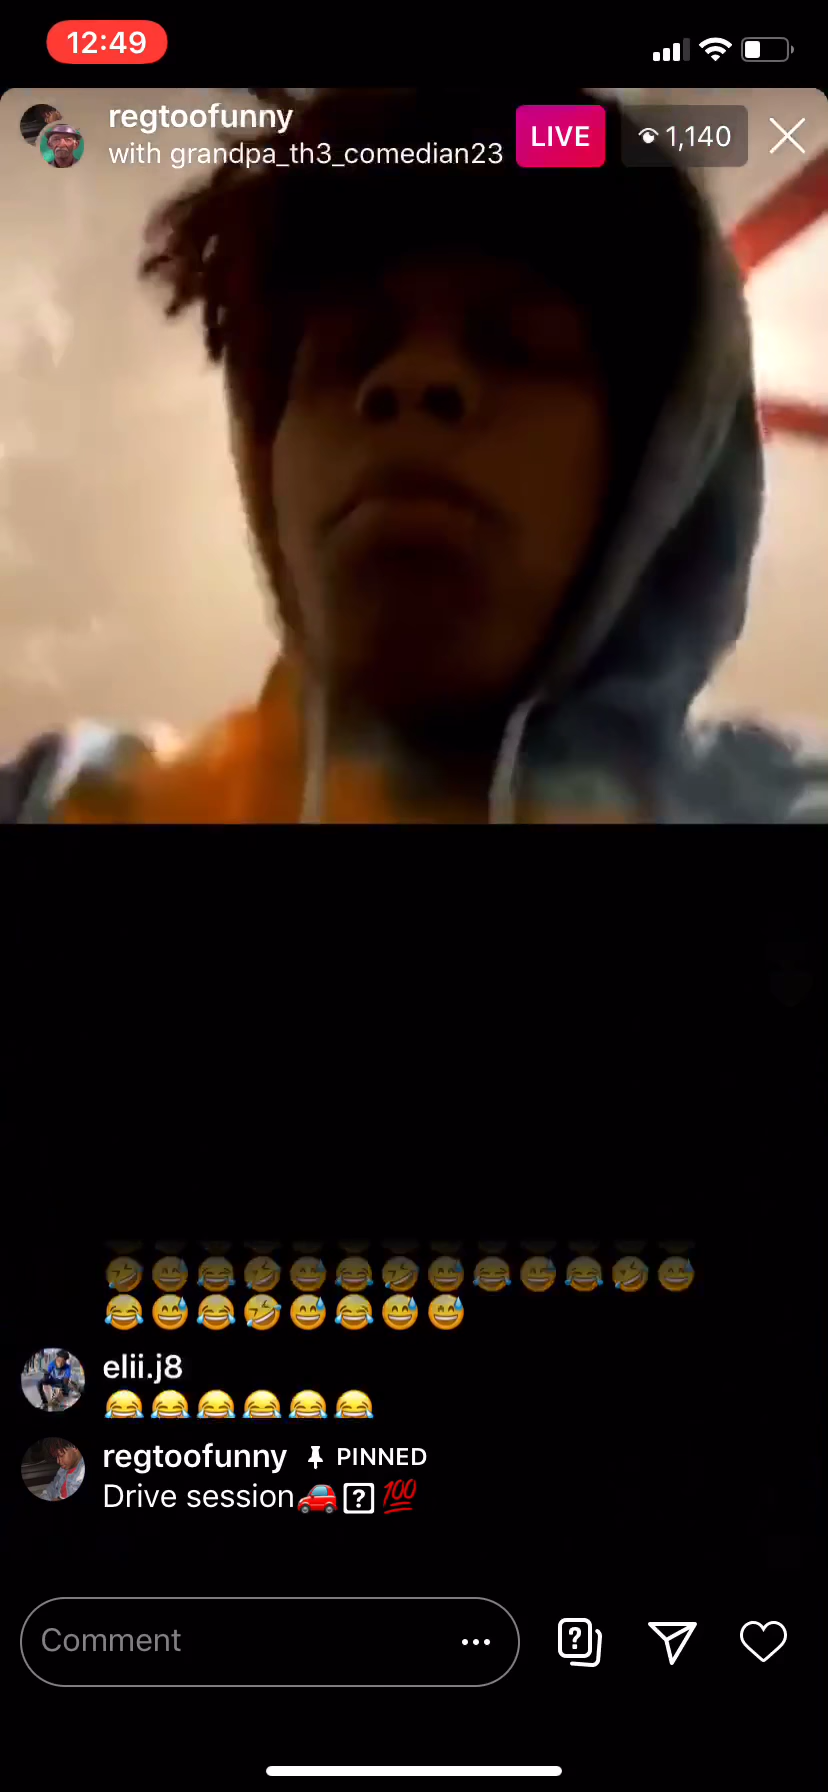 12:49
regtoofunny
with grandpa_th3_comedian23
LIVE
1,140
🤣😅😂🤣😅😂🤣😅😂😅😂🤣😅
😂😅😂🤣😅😂😅😅
elii.j8
😂😂😂😂😂😂
regtoofunny PINNED
Drive session🚗⍰💯
Comment